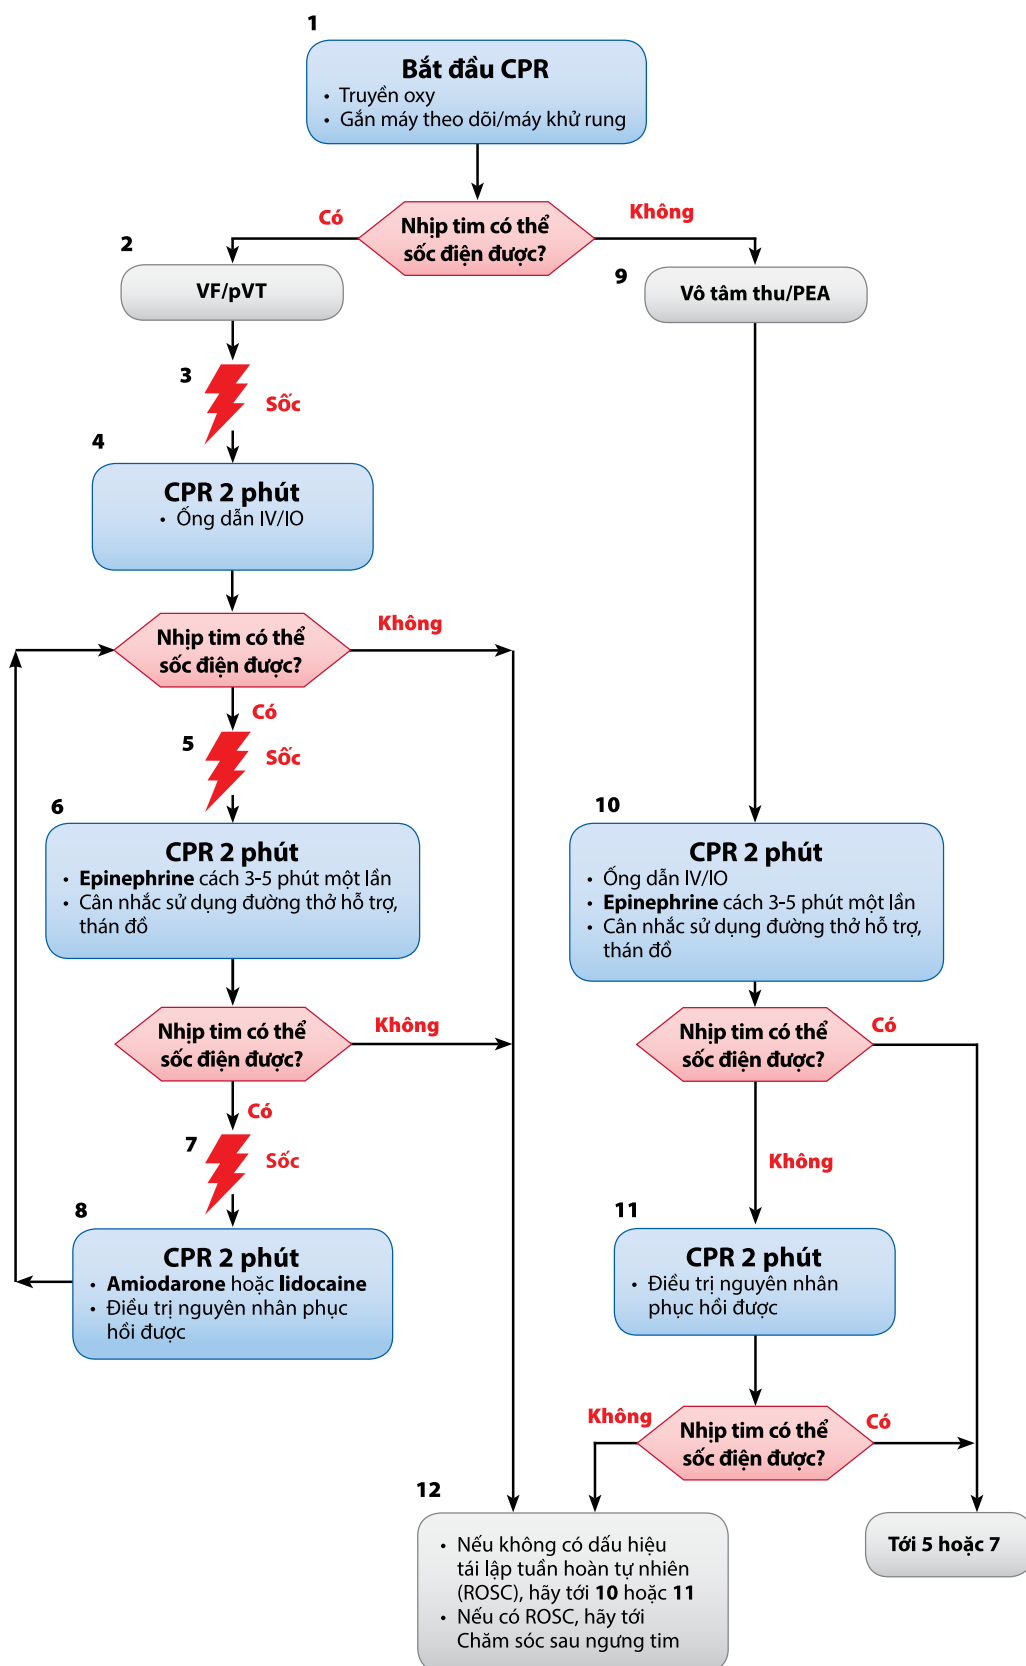 1
Bắt đầu CPR
• Truyền oxy
• Gắn máy theo dõi/máy khử rung
Nhịp tim có thể
sốc điện được?
Có
Không
2
VF/pVT
9
Vô tâm thu/PEA
3
Sốc
4
CPR 2 phút
• Ống dẫn IV/IO
Nhịp tim có thể
sốc điện được?
Không
Có
5
Sốc
6
CPR 2 phút
• Epinephrine cách 3-5 phút một lần
• Cân nhắc sử dụng đường thở hỗ trợ,
thán đồ
10
CPR 2 phút
• Ống dẫn IV/IO
• Epinephrine cách 3-5 phút một lần
• Cân nhắc sử dụng đường thở hỗ trợ,
thán đồ
Nhịp tim có thể
sốc điện được?
Không
Có
Nhịp tim có thể
sốc điện được?
Có
Không
7
Sốc
8
CPR 2 phút
• Amiodarone hoặc lidocaine
• Điều trị nguyên nhân phục
hồi được
11
CPR 2 phút
• Điều trị nguyên nhân
phục hồi được
Không
Nhịp tim có thể
sốc điện được?
Có
12
• Nếu không có dấu hiệu
tái lập tuần hoàn tự nhiên
(ROSC), hãy tới 10 hoặc 11
• Nếu có ROSC, hãy tới
Chăm sóc sau ngưng tim
Tới 5 hoặc 7